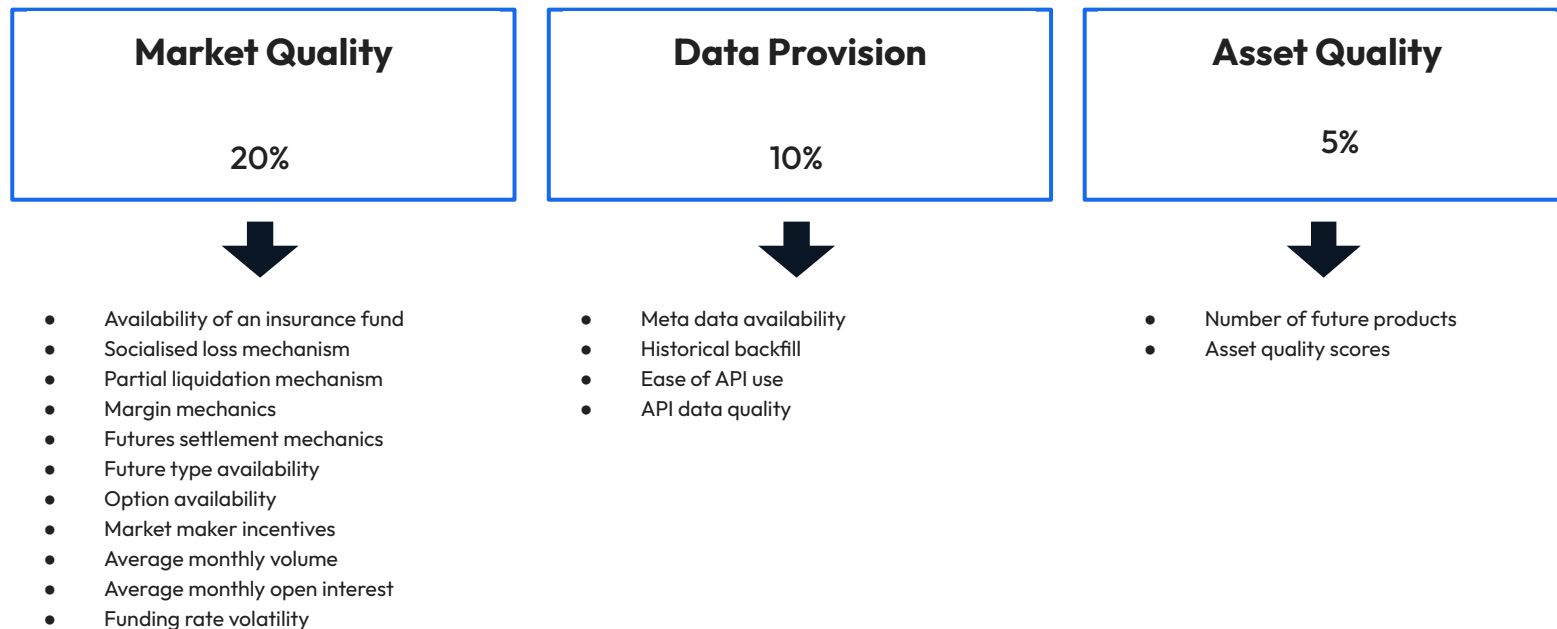 Market Quality
20%
Data Provision
10%
Asset Quality
5%
● Availability of an insurance fund
● Socialised loss mechanism
● Partial liquidation mechanism
● Margin mechanics
● Futures settlement mechanics
● Future type availability
● Option availability
● Market maker incentives
● Average monthly volume
● Average monthly open interest
● Funding rate volatility
● Meta data availability
● Historical backfill
● Ease of API use
● API data quality
● Number of future products
● Asset quality scores